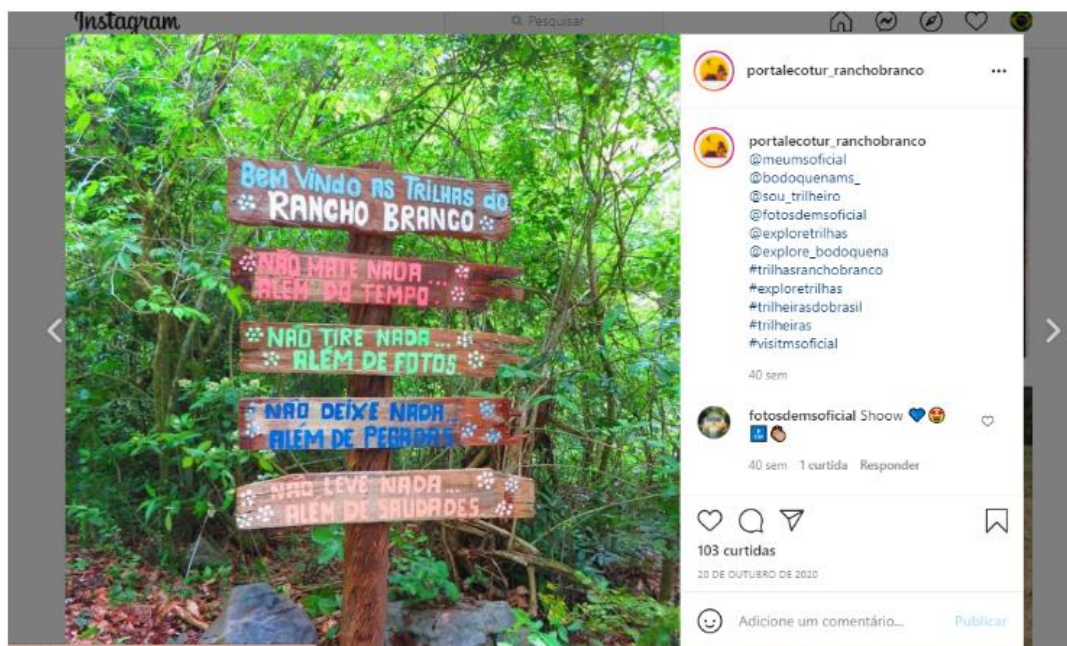 Instagram
Pesquisar
BEM VINDO AS TRILHAS DO
RANCHO BRANCO
NÃO MATE NADA...
ALÉM DO TEMPO
NÃO TIRE NADA...
ALÉM DE FOTOS
NÃO DEIXE NADA...
ALÉM DE PEGADAS
NÃO LEVE NADA...
ALÉM DE SAUDADES
portalecotur_ranchobranco
portalecotur_ranchobranco
@meumsoficial
@bodoquenams_
@sou_trilheiro
@fotosdemsoficial
@exploretrilhas
@explore_bodoquena
#trilhasranchobranco
#exploretrilhas
#trilheirasdobrasil
#trilheiras
#visitmsoficial
40 sem
fotosdemsoficial Shoow
40 sem 1 curtida Responder
103 curtidas
20 DE OUTUBRO DE 2020
Adicione um comentário... Publicar